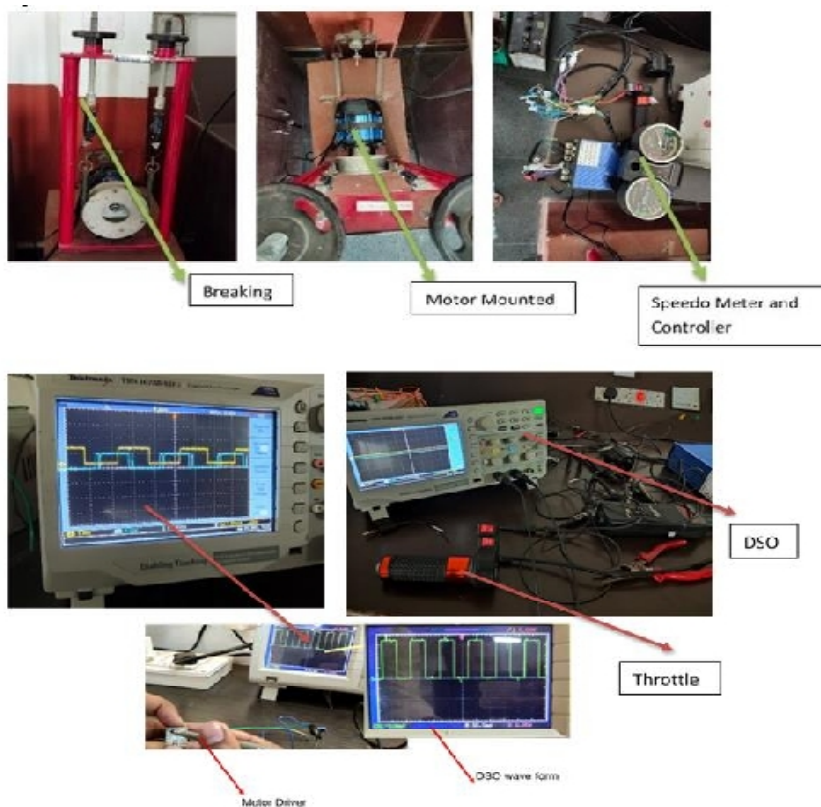 Breaking
Motor Mounted
Speedo Meter and
Controller
Tektronix
DSO
Throttle
Motor Driver
DSO wave form